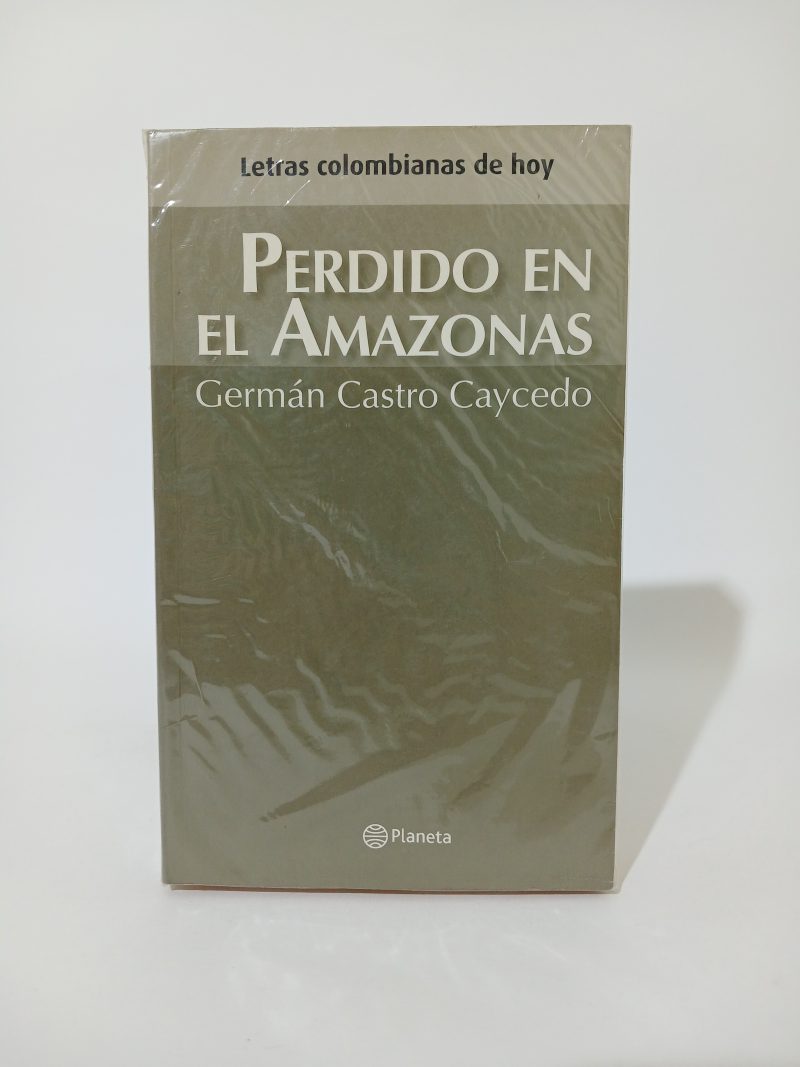 Letras colombianas de hoy
PERDIDO EN
EL AMAZONAS
Germán Castro Caycedo
Planeta